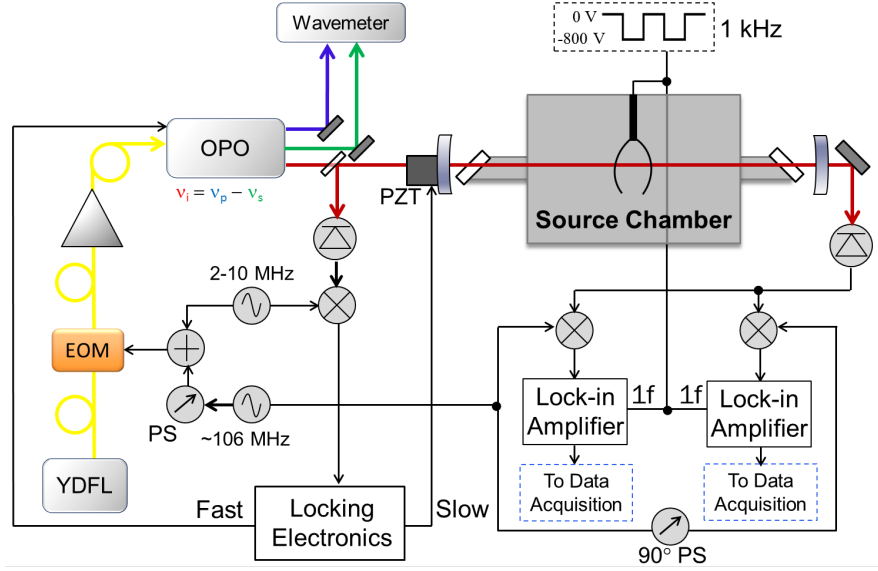 Wavemeter
0 V
-800 V
1 kHz
OPO
νi = νp − νs
PZT
Source Chamber
2-10 MHz
EOM
PS
~106 MHz
YDFL
Fast
Locking
Electronics
Slow
Lock-in
Amplifier
1f
1f
Lock-in
Amplifier
To Data
Acquisition
To Data
Acquisition
90° PS